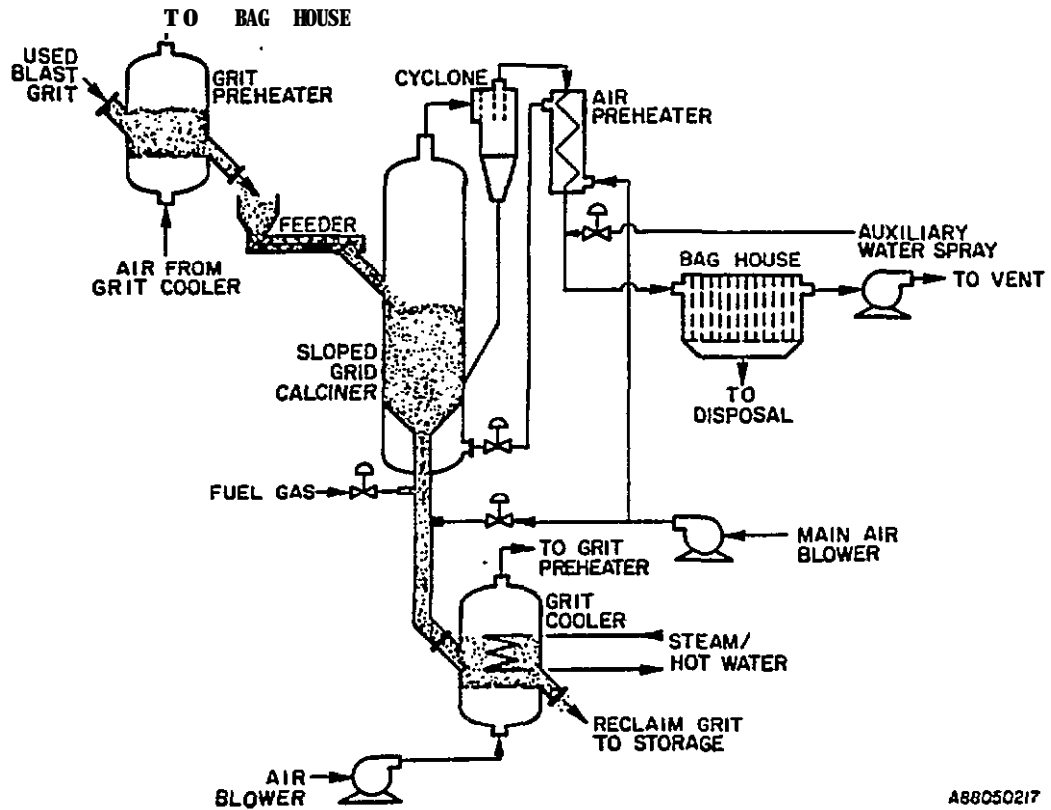 TO BAG HOUSE
USED
BLAST
GRIT
GRIT
PREHEATER
CYCLONE
AIR
PREHEATER
FEEDER
AIR FROM
GRIT COOLER
AUXILIARY
WATER SPRAY
BAG HOUSE
TO VENT
SLOPED
GRID
CALCINER
TO
DISPOSAL
FUEL GAS
MAIN AIR
BLOWER
TO GRIT
PREHEATER
GRIT
COOLER
STEAM/
HOT WATER
RECLAIM GRIT
TO STORAGE
AIR
BLOWER
A88050217